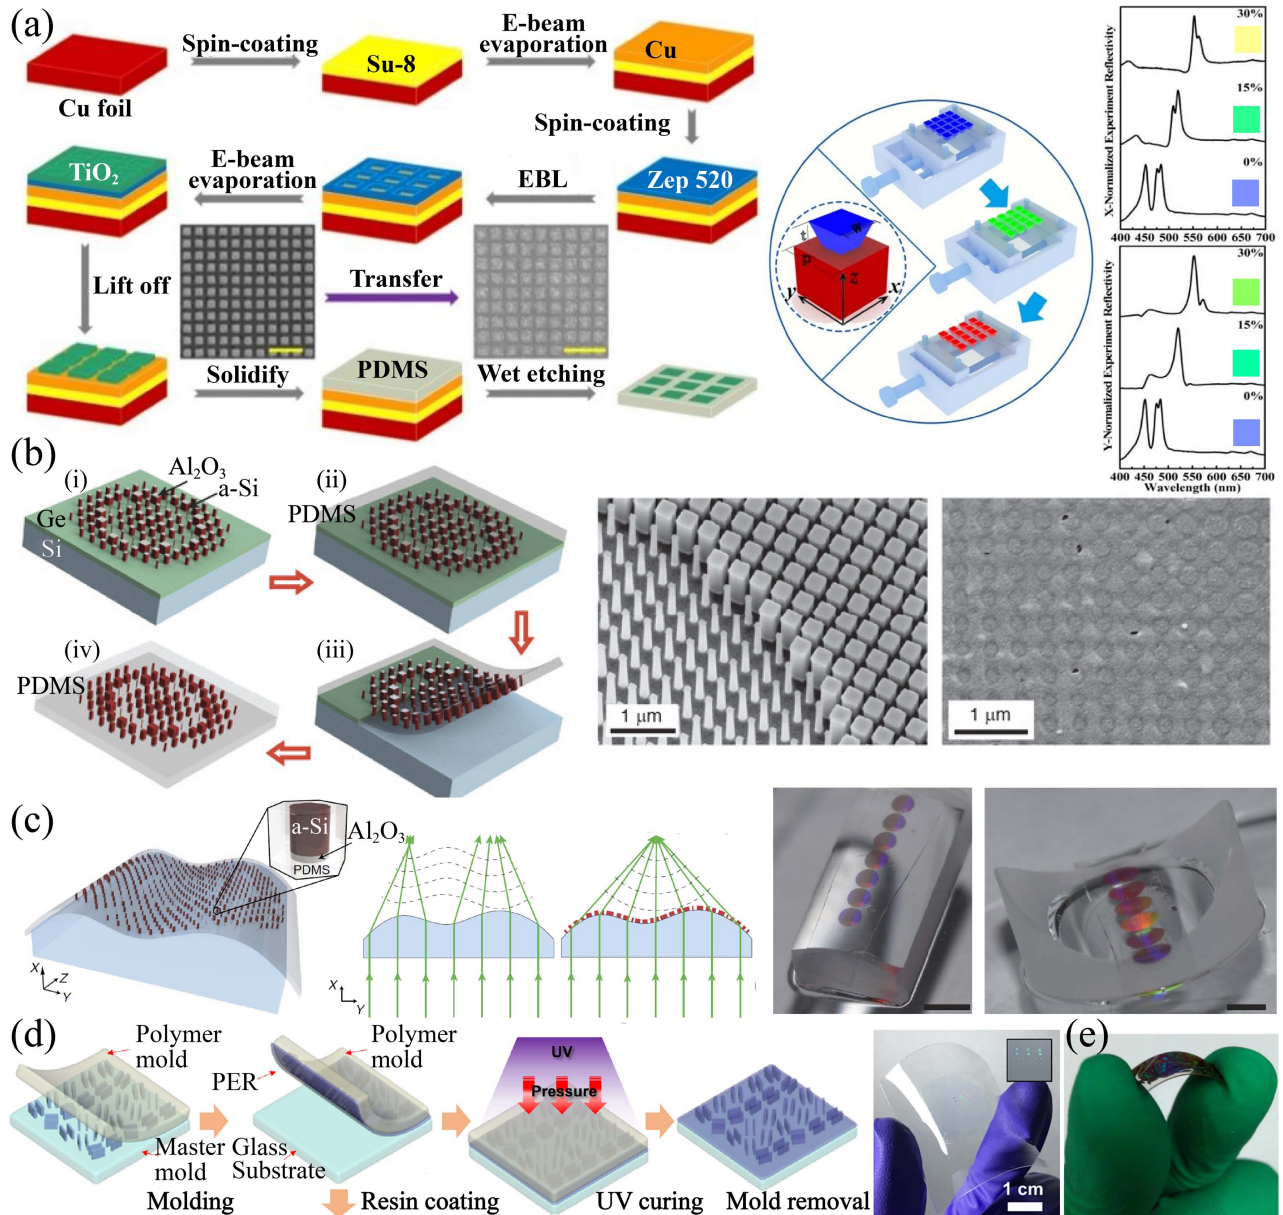 (a)
Cu foil
Spin-coating
Su-8
E-beam
evaporation
Cu
Spin-coating
TiO2
E-beam
evaporation
EBL
Zep 520
Lift off
Transfer
Solidify
PDMS
Wet etching
w
t
p
z
y
x
X-Normalized Experiment Reflectivity
30%
15%
0%
400 450 500 550 600 650 700
Y-Normalized Experiment Reflectivity
30%
15%
0%
400 450 500 550 600 650 700
Wavelength (nm)
(b)
(i)
Al2O3
a-Si
Ge
Si
(ii)
PDMS
(iv)
PDMS
(iii)
1 μm
1 μm
(c)
a-Si
Al2O3
PDMS
X
Z
Y
X
Y
(d)
Polymer
mold
Master
mold
Molding
Polymer
mold
PER
Glass
Substrate
Resin coating
UV
Pressure
UV curing
Mold removal
1 cm
(e)